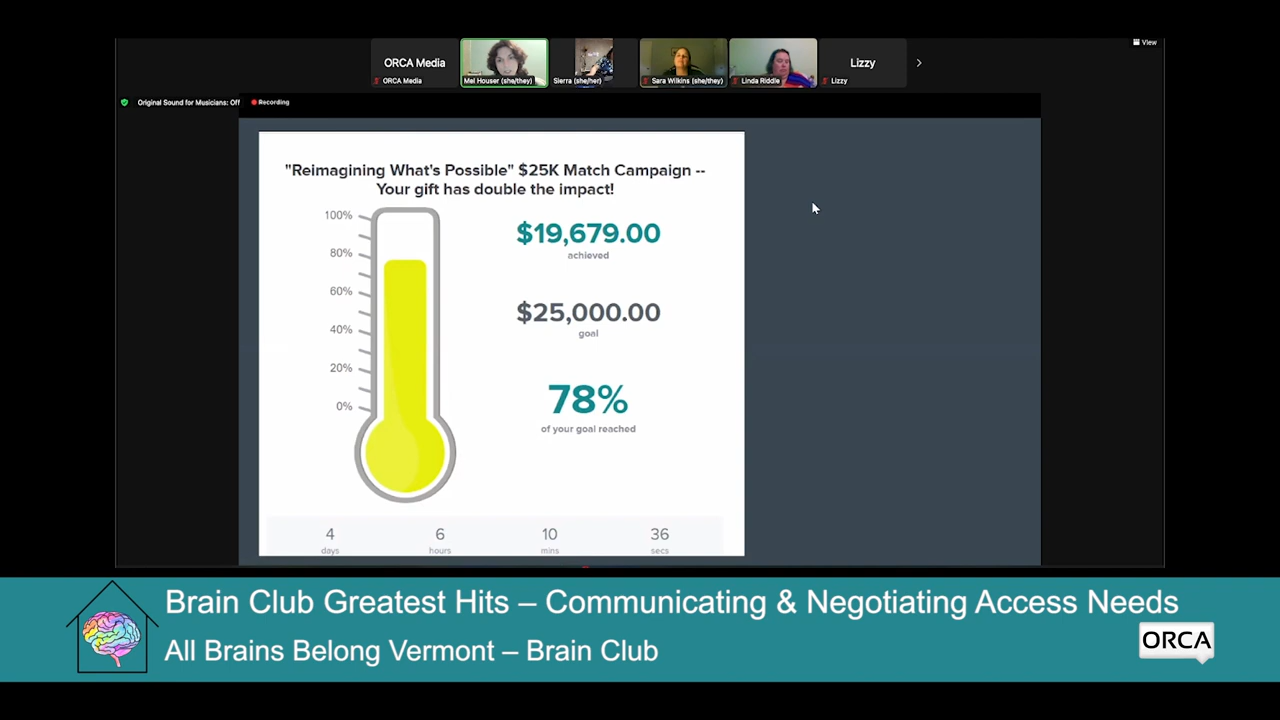 View
ORCA Media
Lizzy
ORCA Media
Mel Houser (she/they)
Sierra (she/her)
Sara Wilkins (she/they)
Linda Riddle
Lizzy
Original Sound for Musicians: Off
Recording
"Reimagining What's Possible" $25K Match Campaign --
Your gift has double the impact!
100%
80%
60%
40%
20%
0%
$19,679.00
achieved
$25,000.00
goal
78%
of your goal reached
4 6 10 36
days hours mins secs
Brain Club Greatest Hits – Communicating & Negotiating Access Needs
All Brains Belong Vermont – Brain Club
ORCA